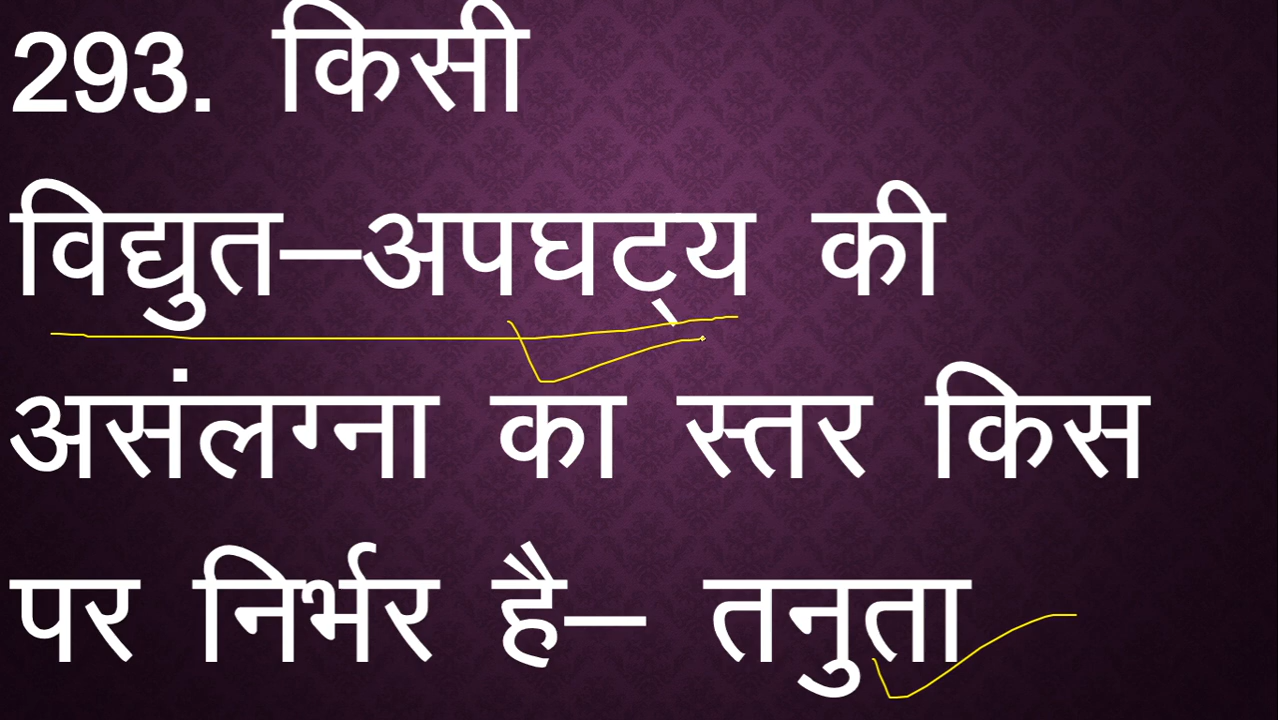 293. किसी
विद्युत–अपघट्‌य की
असंलग्ना का स्तर किस
पर निर्भर है– तनुता